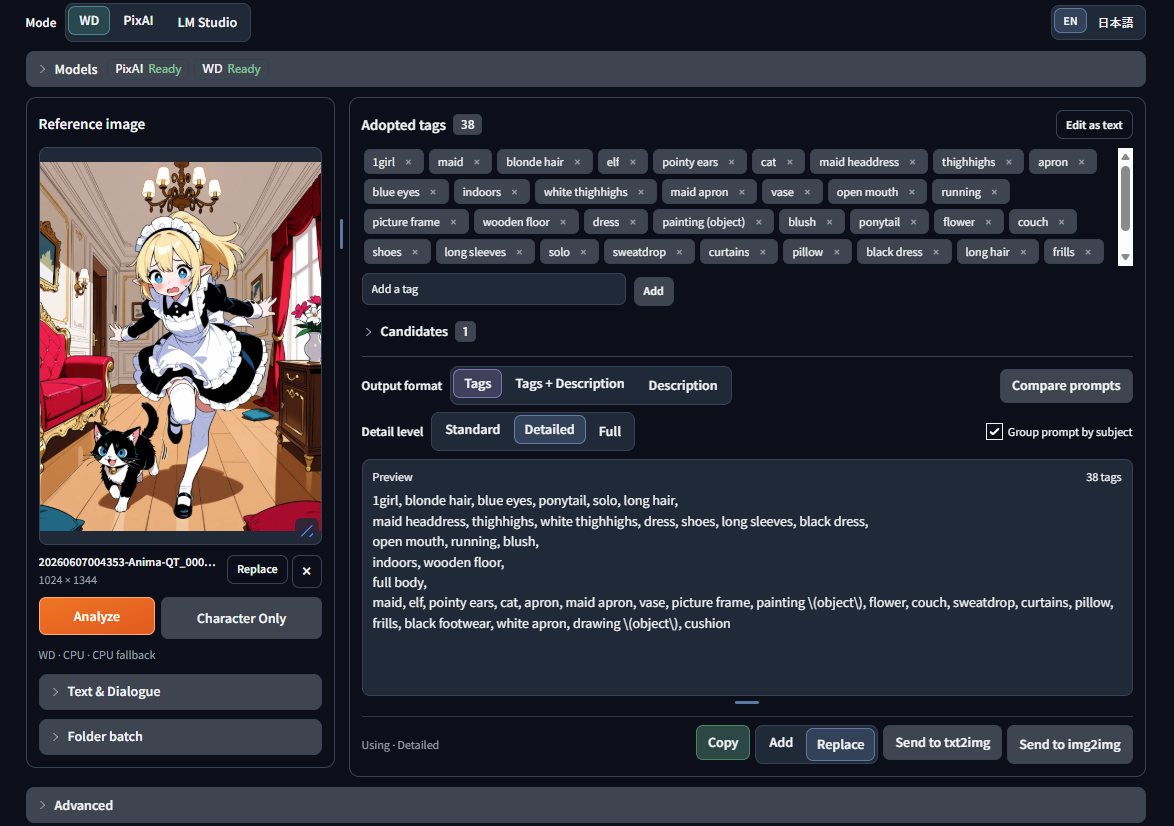 Mode WD PixAI LM Studio EN 日本語
Models PixAI Ready WD Ready
Reference image
20260607004353-Anima-QT_000... Replace ×
1024 × 1344
Analyze Character Only
WD · CPU · CPU fallback
Text & Dialogue
Folder batch
Adopted tags 38 Edit as text
1girl × maid × blonde hair × elf × pointy ears × cat × maid headdress × thighhighs × apron ×
blue eyes × indoors × white thighhighs × maid apron × vase × open mouth × running ×
picture frame × wooden floor × dress × painting (object) × blush × ponytail × flower × couch ×
shoes × long sleeves × solo × sweatdrop × curtains × pillow × black dress × long hair × frills ×
Add a tag Add
Candidates 1
Output format Tags Tags + Description Description Compare prompts
Detail level Standard Detailed Full Group prompt by subject
Preview 38 tags
1girl, blonde hair, blue eyes, ponytail, solo, long hair,
maid headdress, thighhighs, white thighhighs, dress, shoes, long sleeves, black dress,
open mouth, running, blush,
indoors, wooden floor,
full body,
maid, elf, pointy ears, cat, apron, maid apron, vase, picture frame, painting \(object\), flower, couch, sweatdrop, curtains, pillow,
frills, black footwear, white apron, drawing \(object\), cushion
Using · Detailed Copy Add Replace Send to txt2img Send to img2img
Advanced